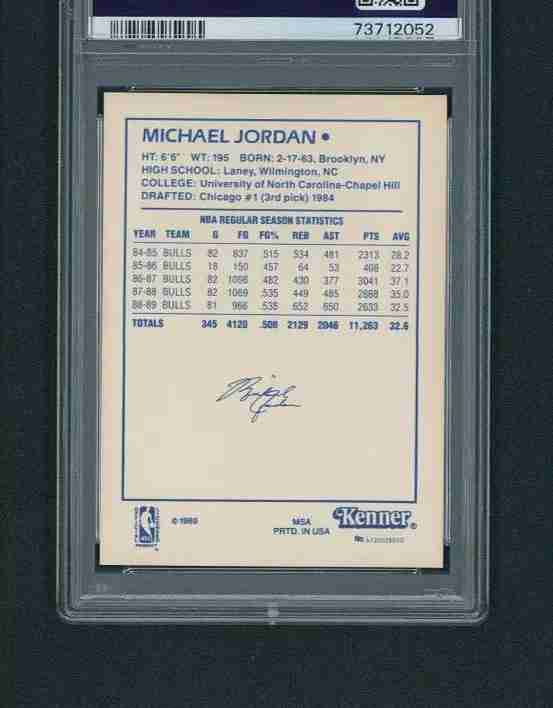 73712052
MICHAEL JORDAN •
HT: 6'6" WT: 195 BORN: 2-17-63, Brooklyn, NY
HIGH SCHOOL: Laney, Wilmington, NC
COLLEGE: University of North Carolina-Chapel Hill
DRAFTED: Chicago #1 (3rd pick) 1984
NBA REGULAR SEASON STATISTICS
YEAR TEAM G FG FG% REB AST PTS AVG
84-85 BULLS 82 837 .515 534 481 2313 28.2
85-86 BULLS 18 150 .457 64 53 408 22.7
86-87 BULLS 82 1098 .482 430 377 3041 37.1
87-88 BULLS 82 1069 .535 449 485 2868 35.0
88-89 BULLS 81 966 .535 652 650 2633 32.5
TOTALS 345 4120 .508 2129 2046 11,263 32.6
© 1989
MSA
PRTD. IN USA
Kenner®
No.